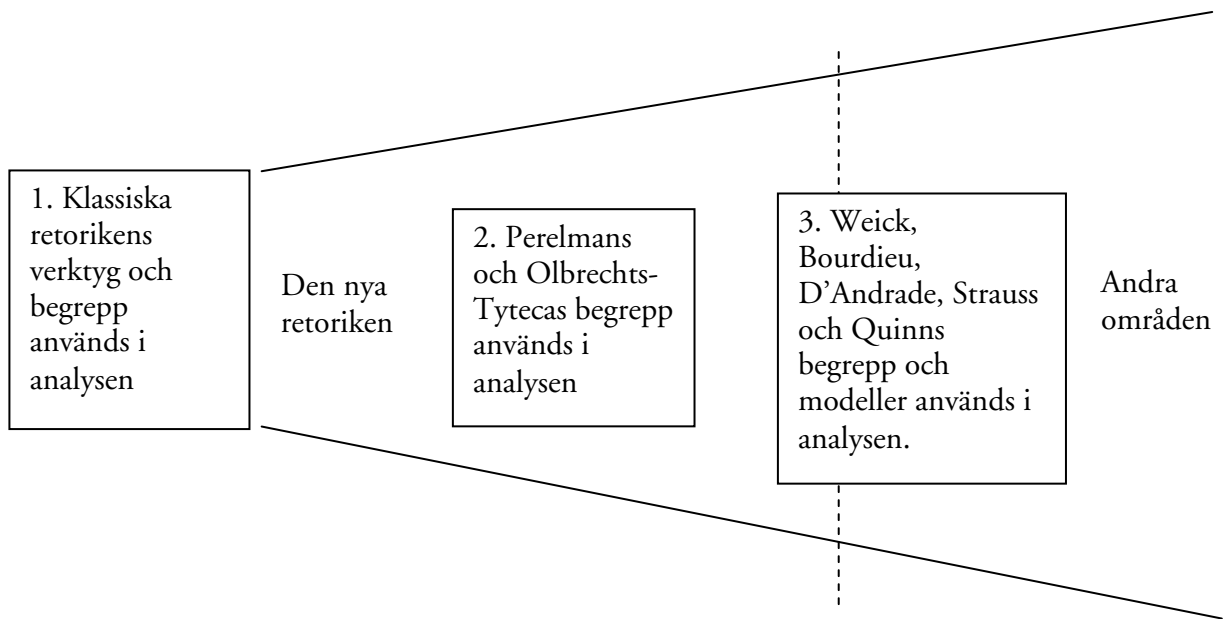 1. Klassiska
retorikens
verktyg och
begrepp
används i
analysen
Den nya
retoriken
2. Perelmans
och Olbrechts-
Tytecas begrepp
används i
analysen
3. Weick,
Bourdieu,
D’Andrade, Strauss
och Quinns
begrepp och
modeller används i
analysen.
Andra
områden